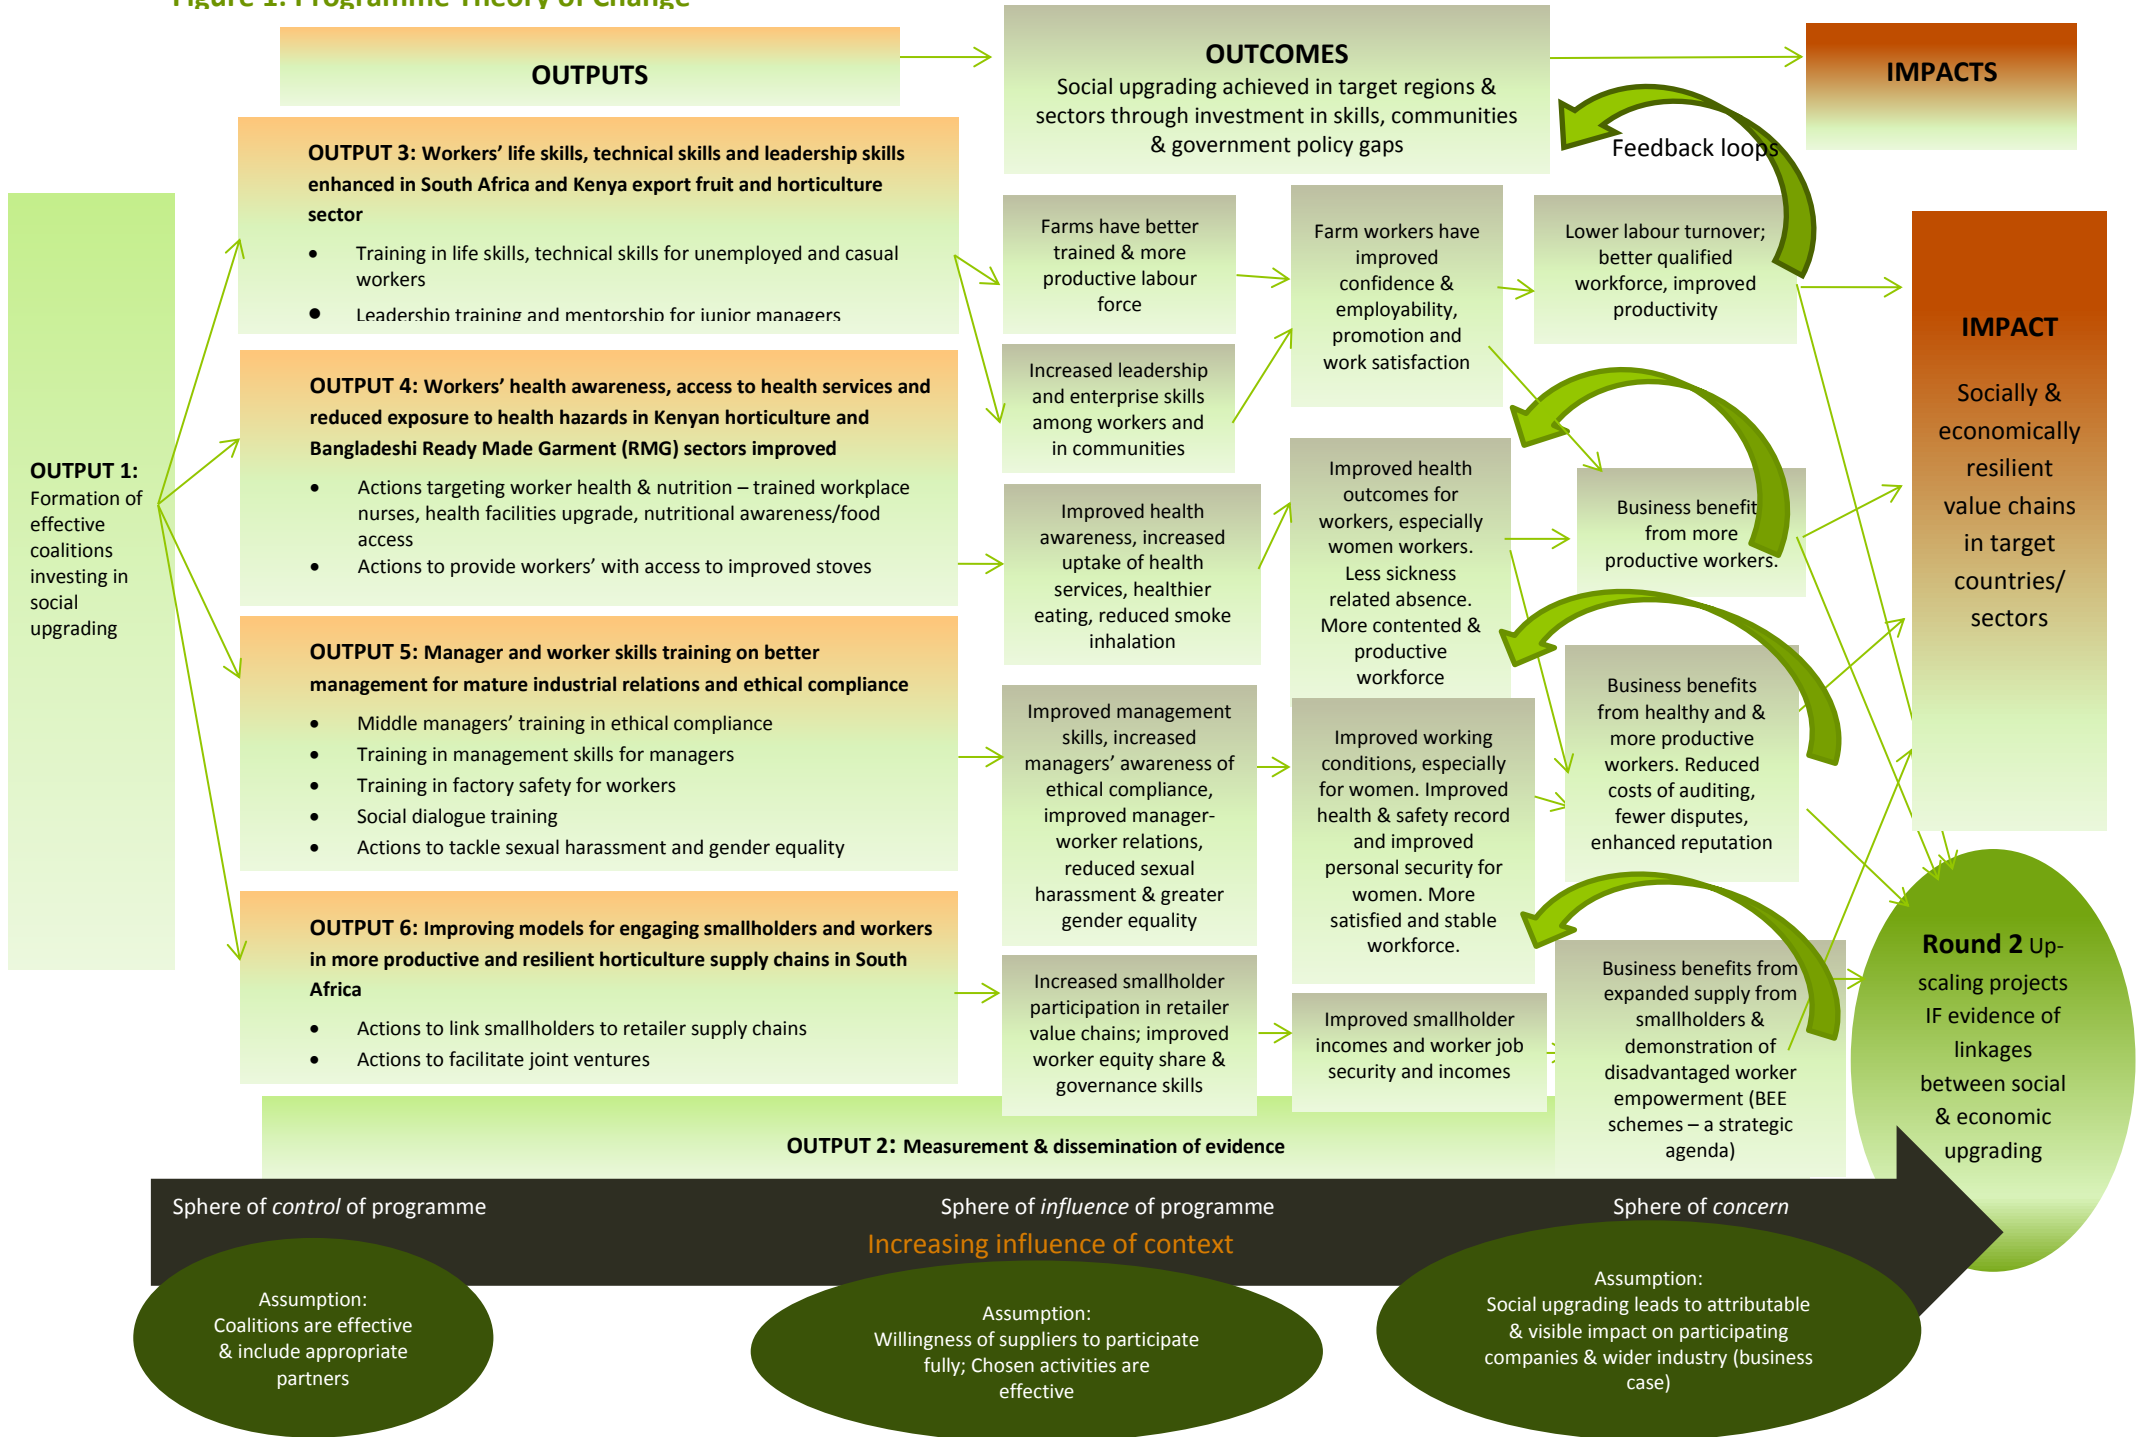 Figure 1: Programme Theory of Change
OUTPUTS
OUTCOMES
Social upgrading achieved in target regions &
sectors through investment in skills, communities
& government policy gaps
IMPACTS
Feedback loops
OUTPUT 1:
Formation of
effective
coalitions
investing in
social
upgrading
OUTPUT 3: Workers’ life skills, technical skills and leadership skills
enhanced in South Africa and Kenya export fruit and horticulture
sector
• Training in life skills, technical skills for unemployed and casual
workers
• Leadership training and mentorship for junior managers
OUTPUT 4: Workers’ health awareness, access to health services and
reduced exposure to health hazards in Kenyan horticulture and
Bangladeshi Ready Made Garment (RMG) sectors improved
• Actions targeting worker health & nutrition – trained workplace
nurses, health facilities upgrade, nutritional awareness/food
access
• Actions to provide workers’ with access to improved stoves
OUTPUT 5: Manager and worker skills training on better
management for mature industrial relations and ethical compliance
• Middle managers’ training in ethical compliance
• Training in management skills for managers
• Training in factory safety for workers
• Social dialogue training
• Actions to tackle sexual harassment and gender equality
OUTPUT 6: Improving models for engaging smallholders and workers
in more productive and resilient horticulture supply chains in South
Africa
• Actions to link smallholders to retailer supply chains
• Actions to facilitate joint ventures
Farms have better
trained & more
productive labour
force
Increased leadership
and enterprise skills
among workers and
in communities
Improved health
awareness, increased
uptake of health
services, healthier
eating, reduced smoke
inhalation
Improved management
skills, increased
managers’ awareness of
ethical compliance,
improved manager-
worker relations,
reduced sexual
harassment & greater
gender equality
Increased smallholder
participation in retailer
value chains; improved
worker equity share &
governance skills
Farm workers have
improved
confidence &
employability,
promotion and
work satisfaction
Improved health
outcomes for
workers, especially
women workers.
Less sickness
related absence.
More contented &
productive
workforce
Improved working
conditions, especially
for women. Improved
health & safety record
and improved
personal security for
women. More
satisfied and stable
workforce.
Improved smallholder
incomes and worker job
security and incomes
Lower labour turnover;
better qualified
workforce, improved
productivity
Business benefit
from more
productive workers.
Business benefits
from healthy and &
more productive
workers. Reduced
costs of auditing,
fewer disputes,
enhanced reputation
Business benefits from
expanded supply from
smallholders &
demonstration of
disadvantaged worker
empowerment (BEE
schemes – a strategic
agenda)
IMPACT
Socially &
economically
resilient
value chains
in target
countries/
sectors
Round 2 Up-
scaling projects
IF evidence of
linkages
between social
& economic
upgrading
OUTPUT 2: Measurement & dissemination of evidence
Sphere of control of programme
Sphere of influence of programme
Sphere of concern
Increasing influence of context
Assumption:
Coalitions are effective
& include appropriate
partners
Assumption:
Willingness of suppliers to participate
fully; Chosen activities are
effective
Assumption:
Social upgrading leads to attributable
& visible impact on participating
companies & wider industry (business
case)